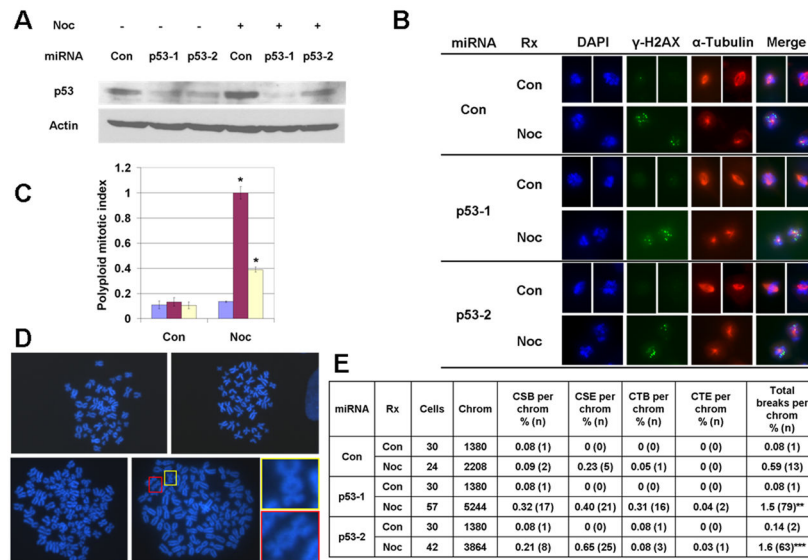 A
Noc - - - + + +
miRNA Con p53-1 p53-2 Con p53-1 p53-2
p53
Actin
B
miRNA Rx DAPI γ-H2AX α-Tubulin Merge
Con Con
Noc
p53-1 Con
Noc
p53-2 Con
Noc
C
Polyploid mitotic index
1.2
1
0.8
0.6
0.4
0.2
0
*
*
Con Noc
D
E
miRNA Rx Cells Chrom CSB per chrom % (n) CSE per chrom % (n) CTB per chrom % (n) CTE per chrom % (n) Total breaks per chrom % (n)
Con Con 30 1380 0.08 (1) 0 (0) 0 (0) 0 (0) 0.08 (1)
Noc 24 2208 0.09 (2) 0.23 (5) 0.05 (1) 0 (0) 0.59 (13)
p53-1 Con 30 1380 0.08 (1) 0 (0) 0 (0) 0 (0) 0.08 (1)
Noc 57 5244 0.32 (17) 0.40 (21) 0.31 (16) 0.04 (2) 1.5 (79)**
p53-2 Con 30 1380 0.08 (1) 0 (0) 0.08 (1) 0 (0) 0.14 (2)
Noc 42 3864 0.21 (8) 0.65 (25) 0.08 (3) 0.03 (1) 1.6 (63)***